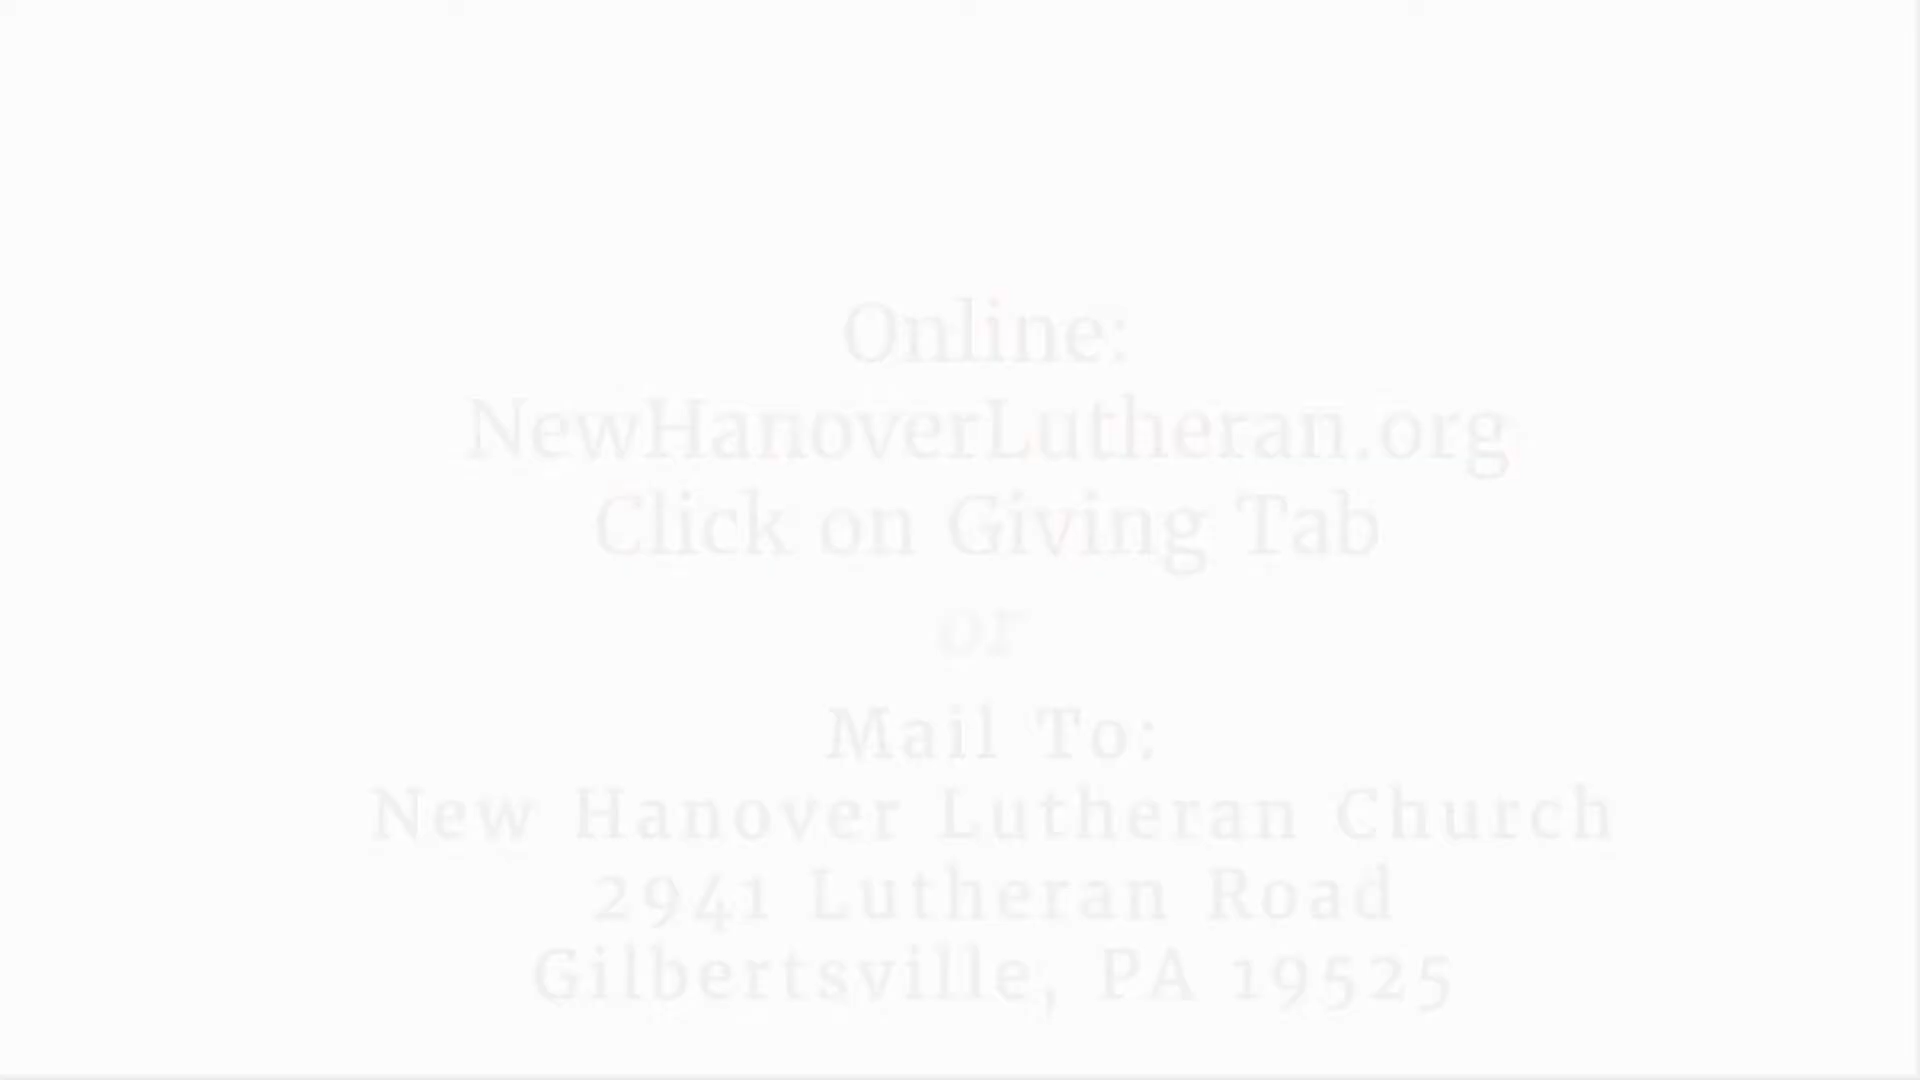 Online:
NewHanoverLutheran.org
Click on Giving Tab
or
Mail To:
New Hanover Lutheran Church
2941 Lutheran Road
Gilbertsville, PA 19525